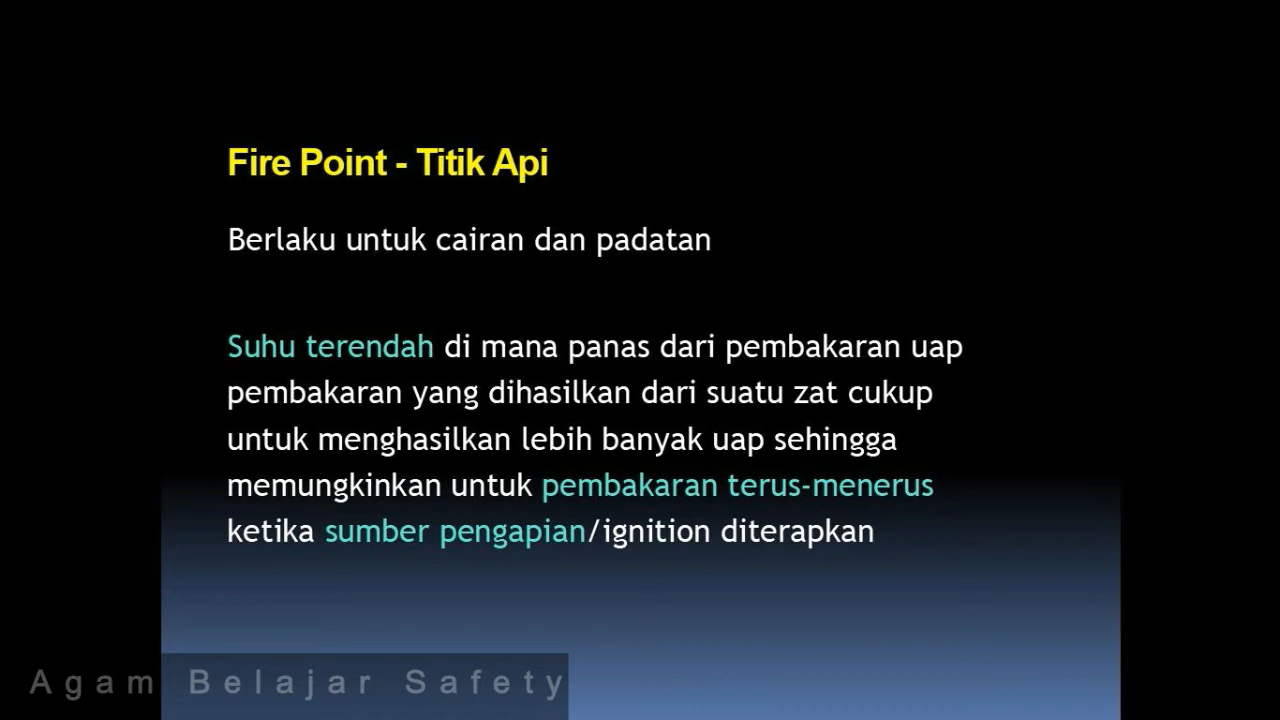 Fire Point - Titik Api
Berlaku untuk cairan dan padatan
Suhu terendah di mana panas dari pembakaran uap
pembakaran yang dihasilkan dari suatu zat cukup
untuk menghasilkan lebih banyak uap sehingga
memungkinkan untuk pembakaran terus-menerus
ketika sumber pengapian/ignition diterapkan
Agam Belajar Safety